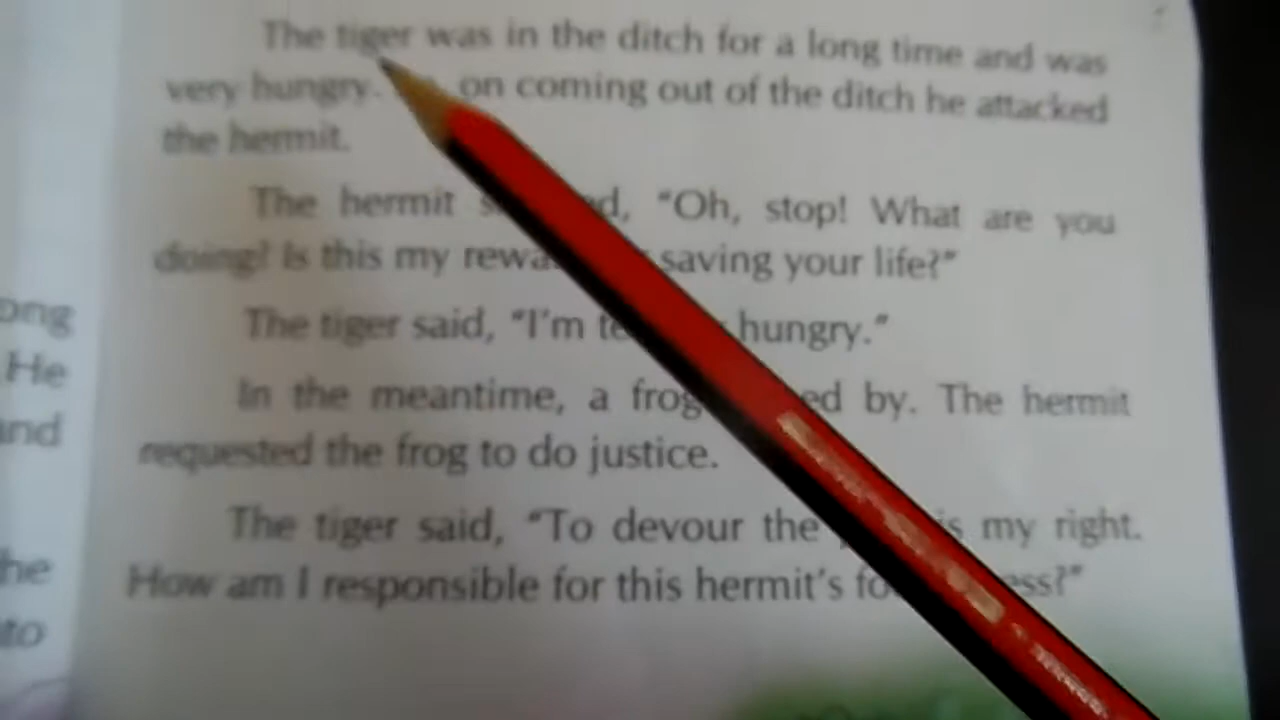 The tiger was in the ditch for a long time and was
very hungry. on coming out of the ditch he attacked
the hermit.
The hermit "Oh, stop! What are you
doing! Is this my saving your life?"
The tiger said, "I'm hungry."
In the meantime, a frog by. The hermit
requested the frog to do justice.
The tiger said, "To devour the is my right.
How am I responsible for this hermit's
He
to